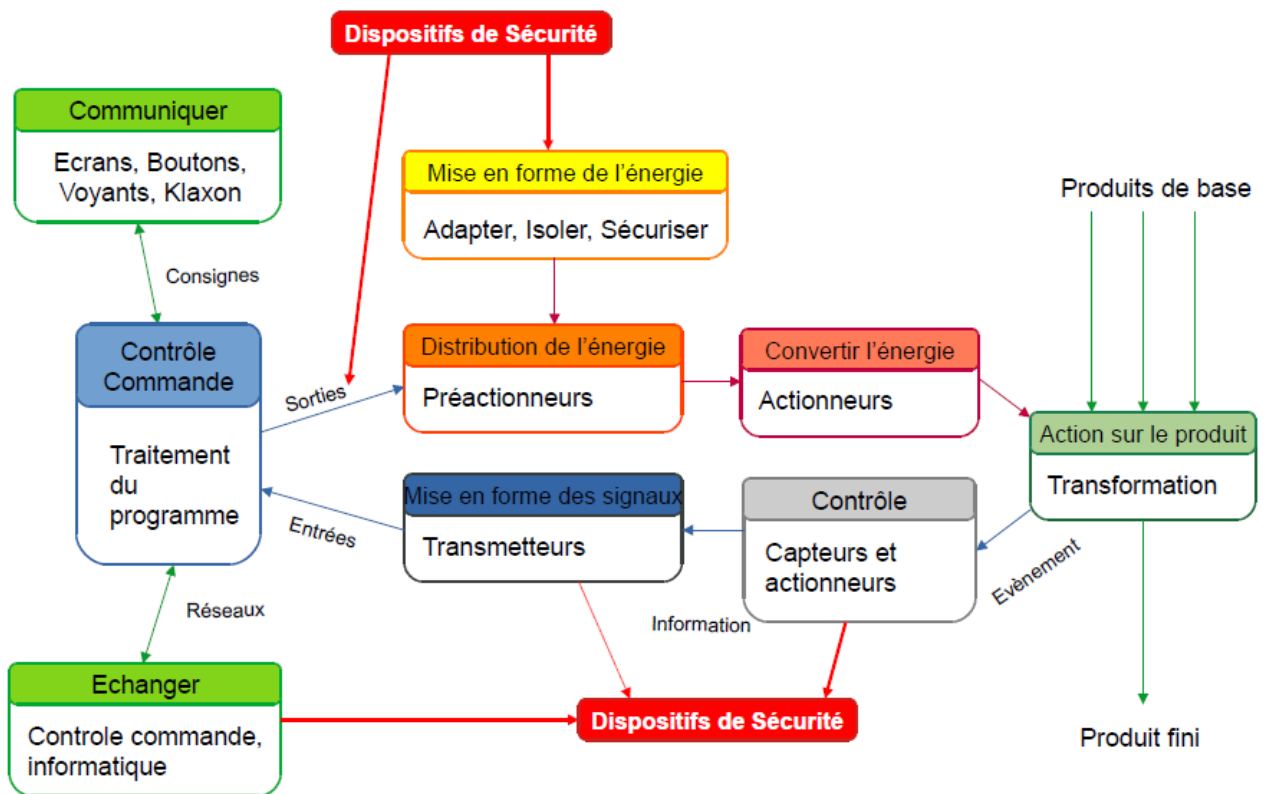 Dispositifs de Sécurité
Communiquer
Ecrans, Boutons,
Voyants, Klaxon
Mise en forme de l'énergie
Adapter, Isoler, Sécuriser
Produits de base
Consignes
Contrôle
Commande
Traitement
du
programme
Sorties
Distribution de l'énergie
Préactionneurs
Convertir l'énergie
Actionneurs
Action sur le produit
Transformation
Mise en forme des signaux
Transmetteurs
Entrées
Contrôle
Capteurs et
actionneurs
Evènement
Information
Réseaux
Echanger
Controle commande,
informatique
Dispositifs de Sécurité
Produit fini